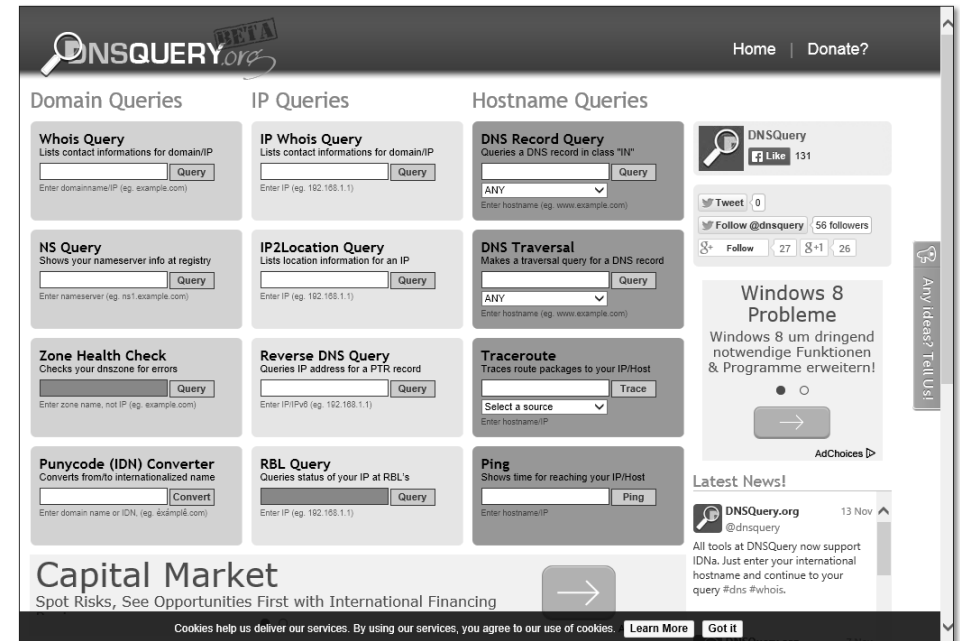 DNSQUERY.org
BETA
Home | Donate?
Domain Queries
Whois Query
Lists contact informations for domain/IP
Query
Enter domainname/IP (eg. example.com)
NS Query
Shows your nameserver info at registry
Query
Enter nameserver (eg. ns1.example.com)
Zone Health Check
Checks your dnszone for errors
Query
Enter zone name, not IP (eg. example.com)
Punycode (IDN) Converter
Converts from/to internationalized name
Convert
Enter domain name or IDN, (eg. éxámplê.com)
IP Queries
IP Whois Query
Lists contact informations for domain/IP
Query
Enter IP (eg. 192.168.1.1)
IP2Location Query
Lists location information for an IP
Query
Enter IP (eg. 192.168.1.1)
Reverse DNS Query
Queries IP address for a PTR record
Query
Enter IP/IPv6 (eg. 192.168.1.1)
RBL Query
Queries status of your IP at RBL's
Query
Enter IP (eg. 192.168.1.1)
Hostname Queries
DNS Record Query
Queries a DNS record in class "IN"
Query
ANY
Enter hostname (eg. www.example.com)
DNS Traversal
Makes a traversal query for a DNS record
Query
ANY
Enter hostname (eg. www.example.com)
Traceroute
Traces route packages to your IP/Host
Trace
Select a source
Enter hostname/IP
Ping
Shows time for reaching your IP/Host
Ping
Enter hostname/IP
DNSQuery
Like 131
Tweet 0
Follow @dnsquery 56 followers
g+ Follow 27 g+1 26
Any ideas? Tell Us!
Windows 8
Probleme
Windows 8 um dringend
notwendige Funktionen
& Programme erweitern!
AdChoices
Latest News!
DNSQuery.org 13 Nov
@dnsquery
All tools at DNSQuery now support
IDNa. Just enter your international
hostname and continue to your
query #dns #whois.
Capital Market
Spot Risks, See Opportunities First with International Financing
Cookies help us deliver our services. By using our services, you agree to our use of cookies. Learn More Got it